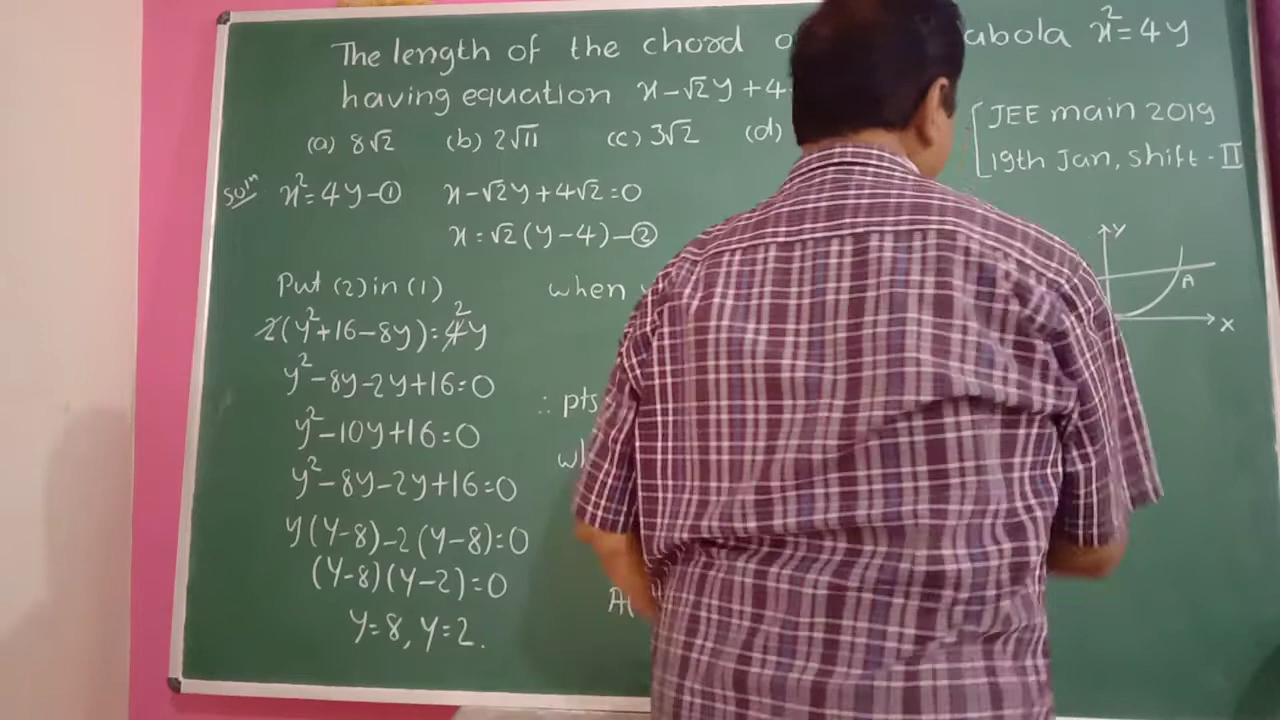 The length of the chord o abola x²=4y
having equation x-√2y+4
(a) 8√2 (b) 2√11 (c) 3√2 (d)
[JEE main 2019
19th Jan, shift-II
Soln x²=4y-① x-√2y+4√2=0
x=√2(y-4)-②
Put (2) in (1) when
2(y²+16-8y)=4²y
y²-8y-2y+16=0
∴ pts
y²-10y+16=0
y²-8y-2y+16=0
y(y-8)-2(y-8)=0
(y-8)(y-2)=0
A(
y=8, y=2.
Y
A
X